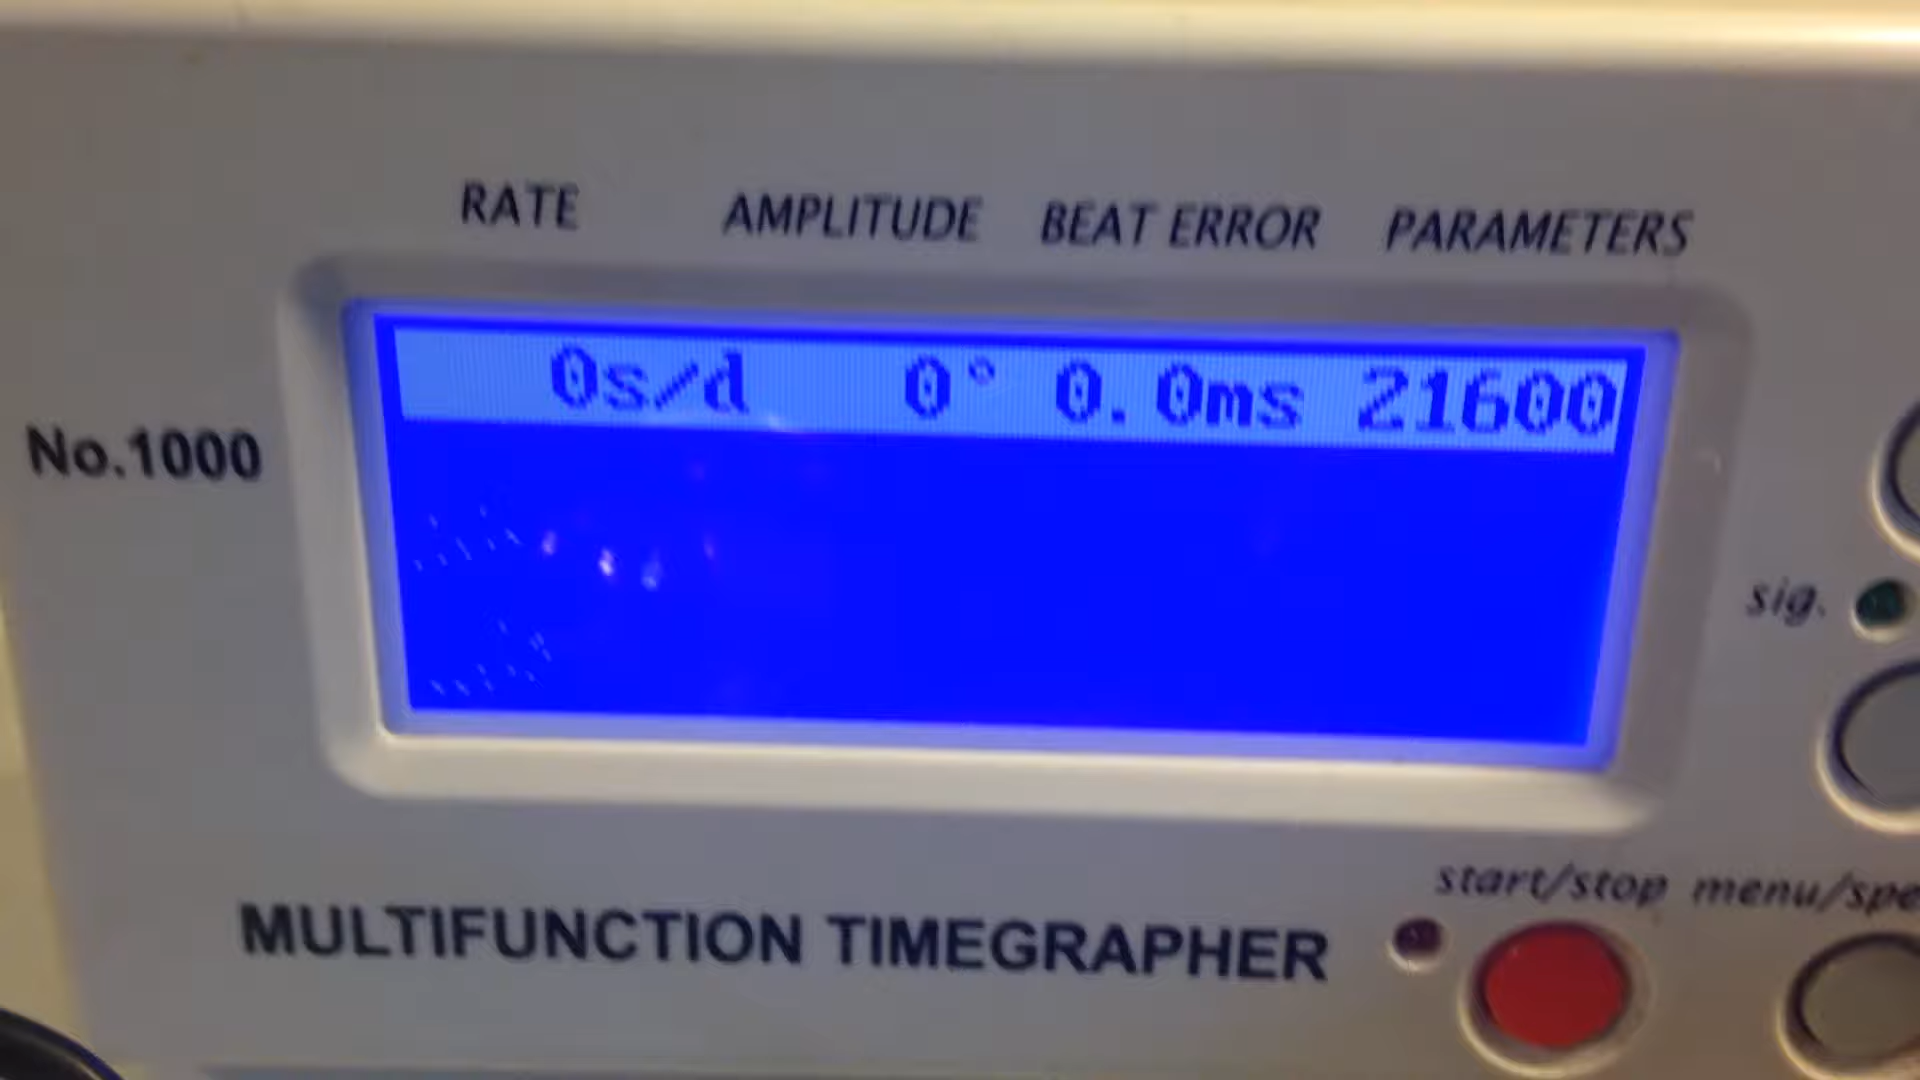 RATE AMPLITUDE BEAT ERROR PARAMETERS
0s/d 0° 0.0ms 21600
No.1000
sig.
start/stop menu/spe
MULTIFUNCTION TIMEGRAPHER